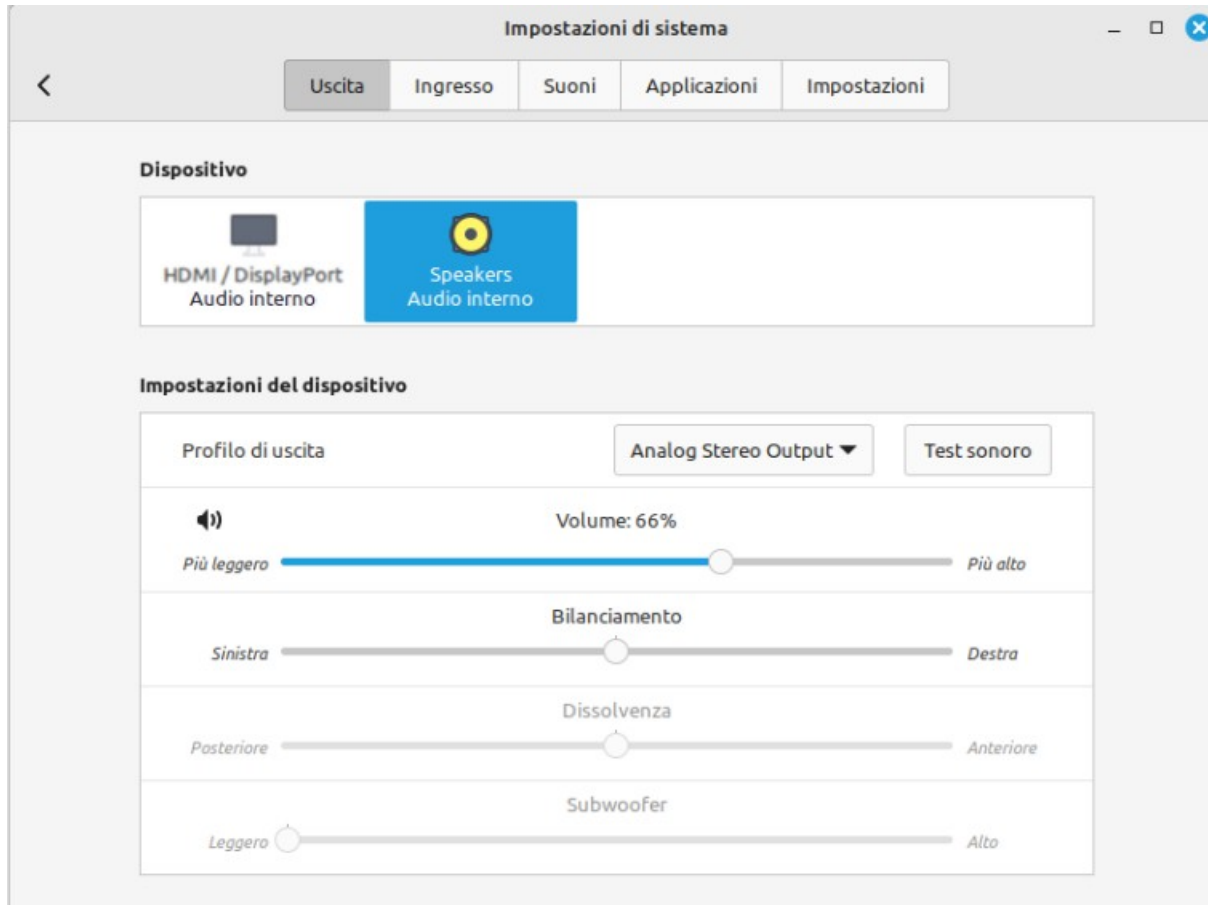 Impostazioni di sistema
Uscita Ingresso Suoni Applicazioni Impostazioni
Dispositivo
HDMI / DisplayPort
Audio interno
Speakers
Audio interno
Impostazioni del dispositivo
Profilo di uscita Analog Stereo Output Test sonoro
Volume: 66%
Più leggero Più alto
Bilanciamento
Sinistra Destra
Dissolvenza
Posteriore Anteriore
Subwoofer
Leggero Alto